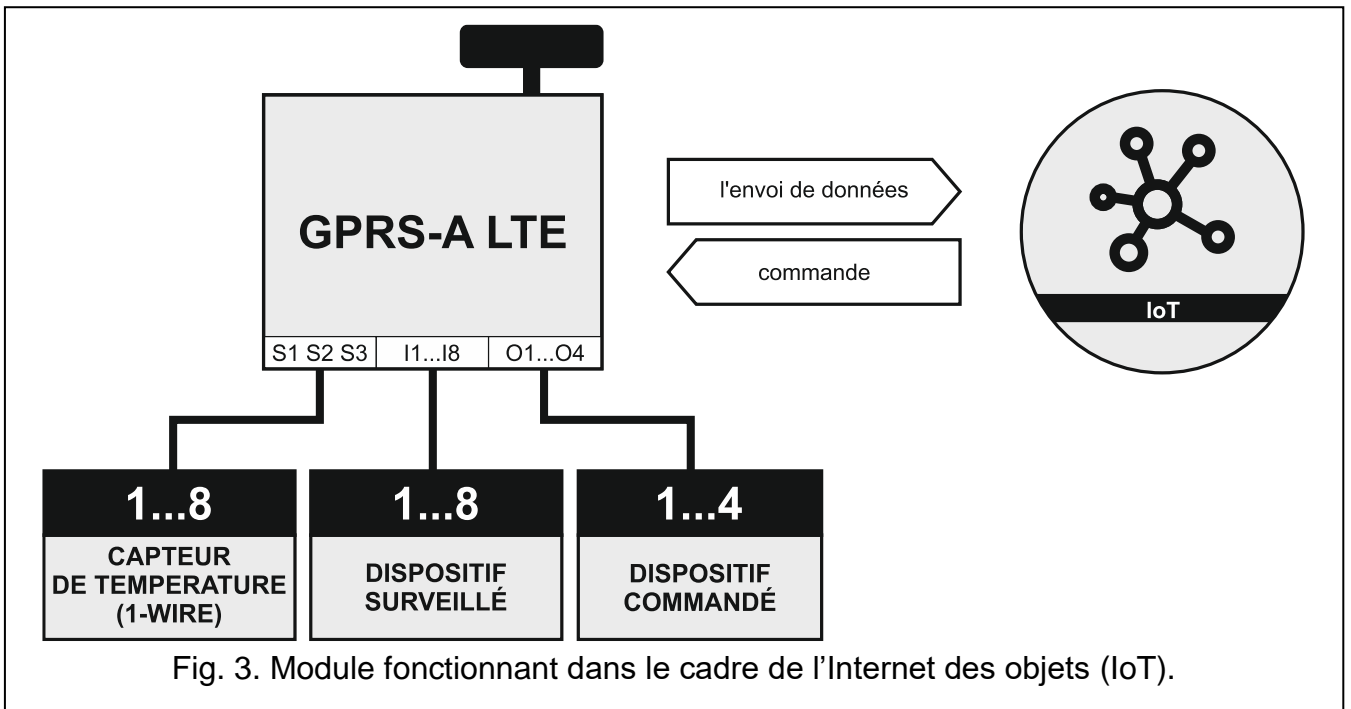 GPRS-A LTE
S1 S2 S3
I1...I8
O1...O4
l'envoi de données
commande
IoT
1...8
CAPTEUR
DE TEMPERATURE
(1-WIRE)
1...8
DISPOSITIF
SURVEILLÉ
1...4
DISPOSITIF
COMMANDÉ
Fig. 3. Module fonctionnant dans le cadre de l’Internet des objets (IoT).